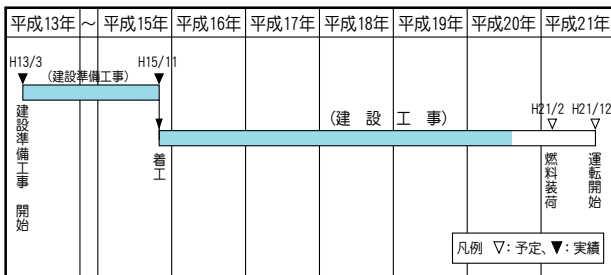 平成13年 ～ 平成15年 平成16年 平成17年 平成18年 平成19年 平成20年 平成21年
H13/3 H15/11
(建設準備工事)
H21/2 H21/12
(建 設 工 事)
建設準備工事 開始
着工
燃料装荷
運転開始
凡例 ▽：予定、▼：実績